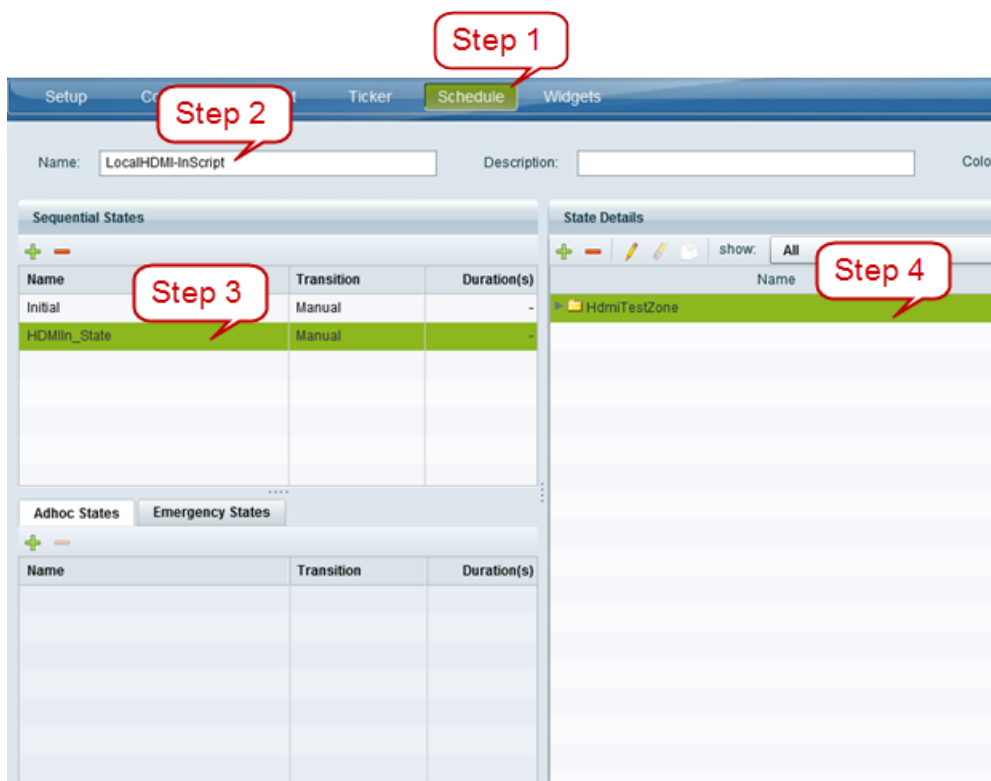 Step 1
Setup Ticker Schedule Widgets
Step 2
Name: LocalHDMI-InScript Description:
Sequential States
Name Transition Duration(s)
Initial Manual -
HDMIIn_State Manual -
Step 3
State Details
show: All
Name
Step 4
HdmiTestZone
Adhoc States Emergency States
Name Transition Duration(s)